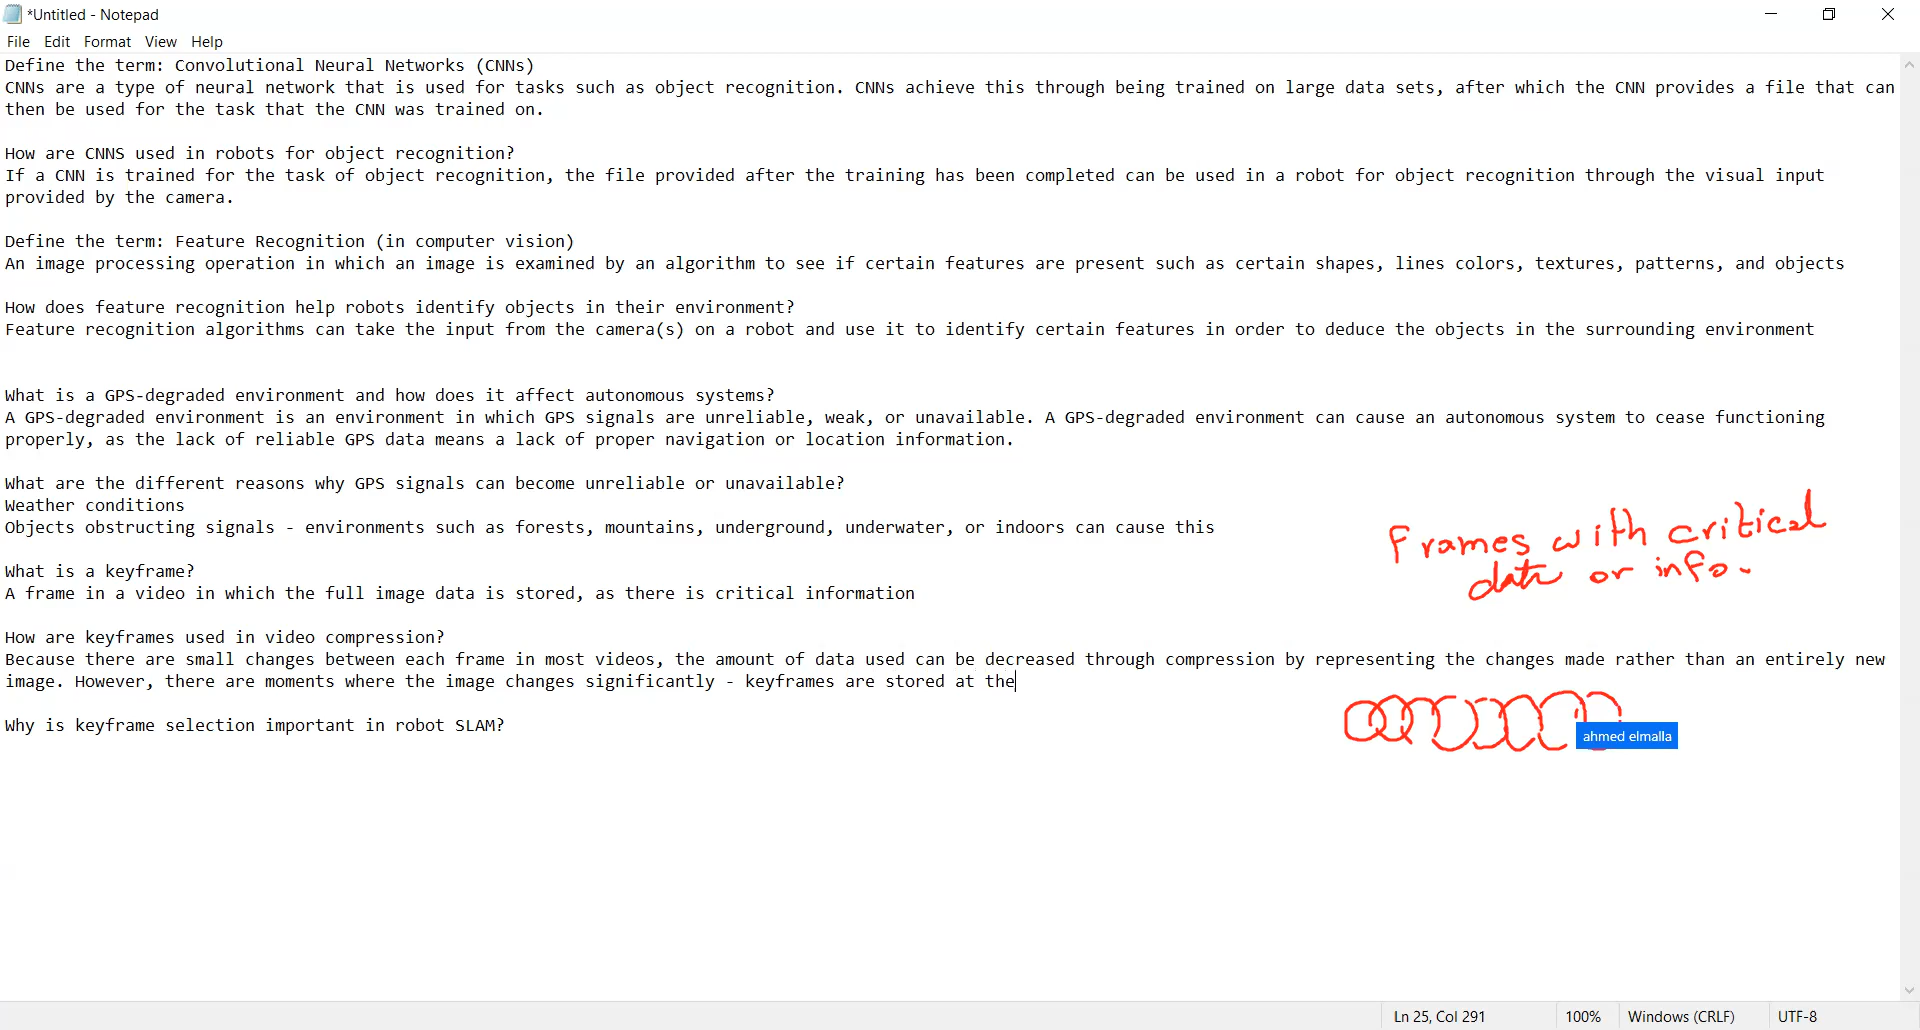 *Untitled - Notepad
File Edit Format View Help
Define the term: Convolutional Neural Networks (CNNs)
CNNs are a type of neural network that is used for tasks such as object recognition. CNNs achieve this through being trained on large data sets, after which the CNN provides a file that can
then be used for the task that the CNN was trained on.
How are CNNS used in robots for object recognition?
If a CNN is trained for the task of object recognition, the file provided after the training has been completed can be used in a robot for object recognition through the visual input
provided by the camera.
Define the term: Feature Recognition (in computer vision)
An image processing operation in which an image is examined by an algorithm to see if certain features are present such as certain shapes, lines colors, textures, patterns, and objects
How does feature recognition help robots identify objects in their environment?
Feature recognition algorithms can take the input from the camera(s) on a robot and use it to identify certain features in order to deduce the objects in the surrounding environment
What is a GPS-degraded environment and how does it affect autonomous systems?
A GPS-degraded environment is an environment in which GPS signals are unreliable, weak, or unavailable. A GPS-degraded environment can cause an autonomous system to cease functioning
properly, as the lack of reliable GPS data means a lack of proper navigation or location information.
What are the different reasons why GPS signals can become unreliable or unavailable?
Weather conditions
Objects obstructing signals - environments such as forests, mountains, underground, underwater, or indoors can cause this
Frames with critical
data or info.
What is a keyframe?
A frame in a video in which the full image data is stored, as there is critical information
How are keyframes used in video compression?
Because there are small changes between each frame in most videos, the amount of data used can be decreased through compression by representing the changes made rather than an entirely new
image. However, there are moments where the image changes significantly - keyframes are stored at the
Why is keyframe selection important in robot SLAM?
ahmed elmalla
Ln 25, Col 291 100% Windows (CRLF) UTF-8